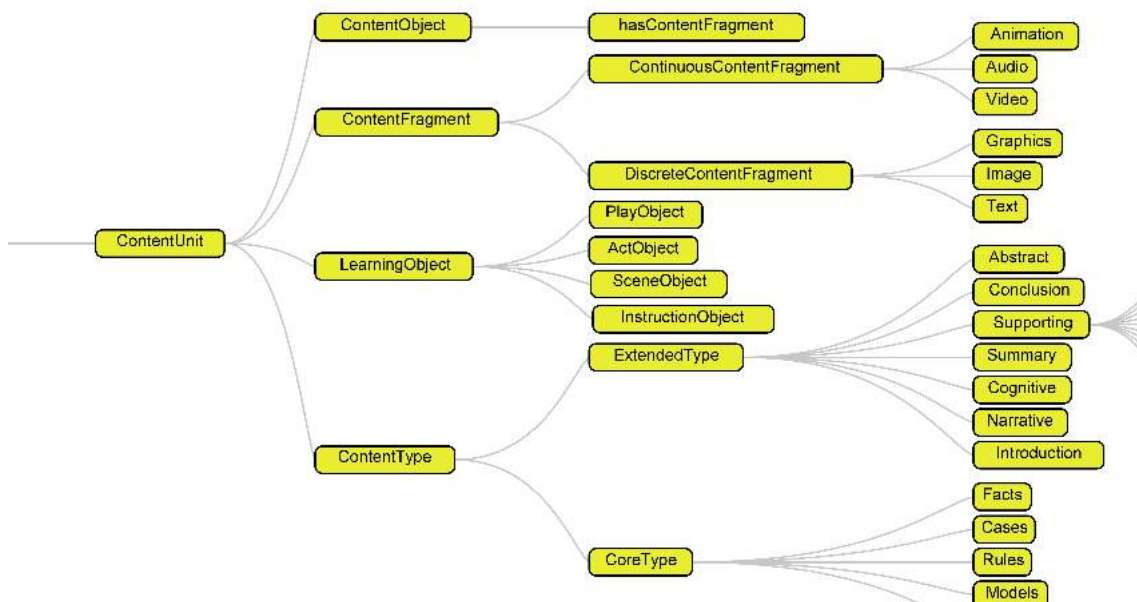 ContentObject
hasContentFragment
Animation
ContinuousContentFragment
Audio
Video
ContentFragment
Graphics
DiscreteContentFragment
Image
Text
PlayObject
ContentUnit
ActObject
LearningObject
SceneObject
InstructionObject
Abstract
Conclusion
Supporting
ExtendedType
Summary
Cognitive
Narrative
ContentType
Introduction
Facts
Cases
CoreType
Rules
Models